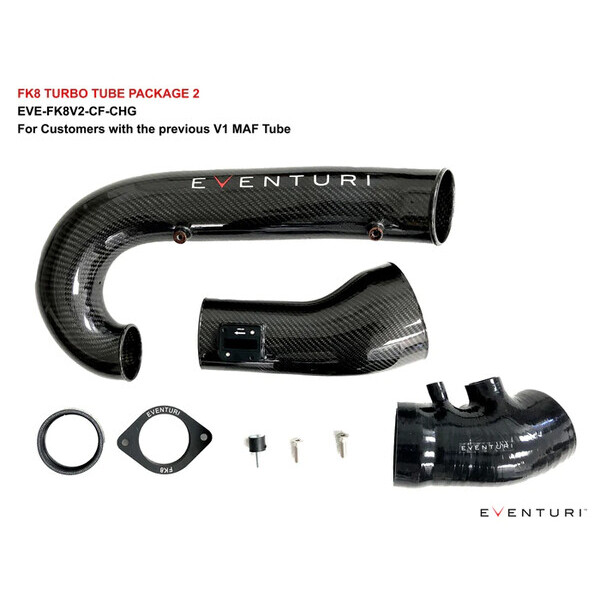 FK8 TURBO TUBE PACKAGE 2
EVE-FK8V2-CF-CHG
For Customers with the previous V1 MAF Tube
EVENTURI
EVENTURI
FK8
EVENTURI
EVENTURI™